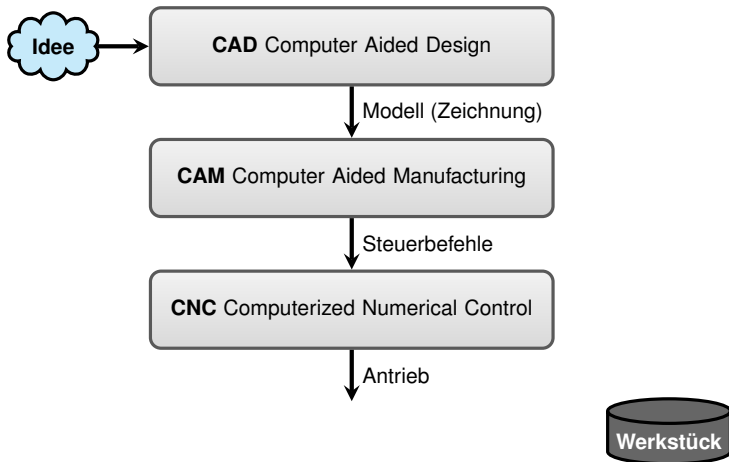 Idee
CAD Computer Aided Design
Modell (Zeichnung)
CAM Computer Aided Manufacturing
Steuerbefehle
CNC Computerized Numerical Control
Antrieb
Werkstück